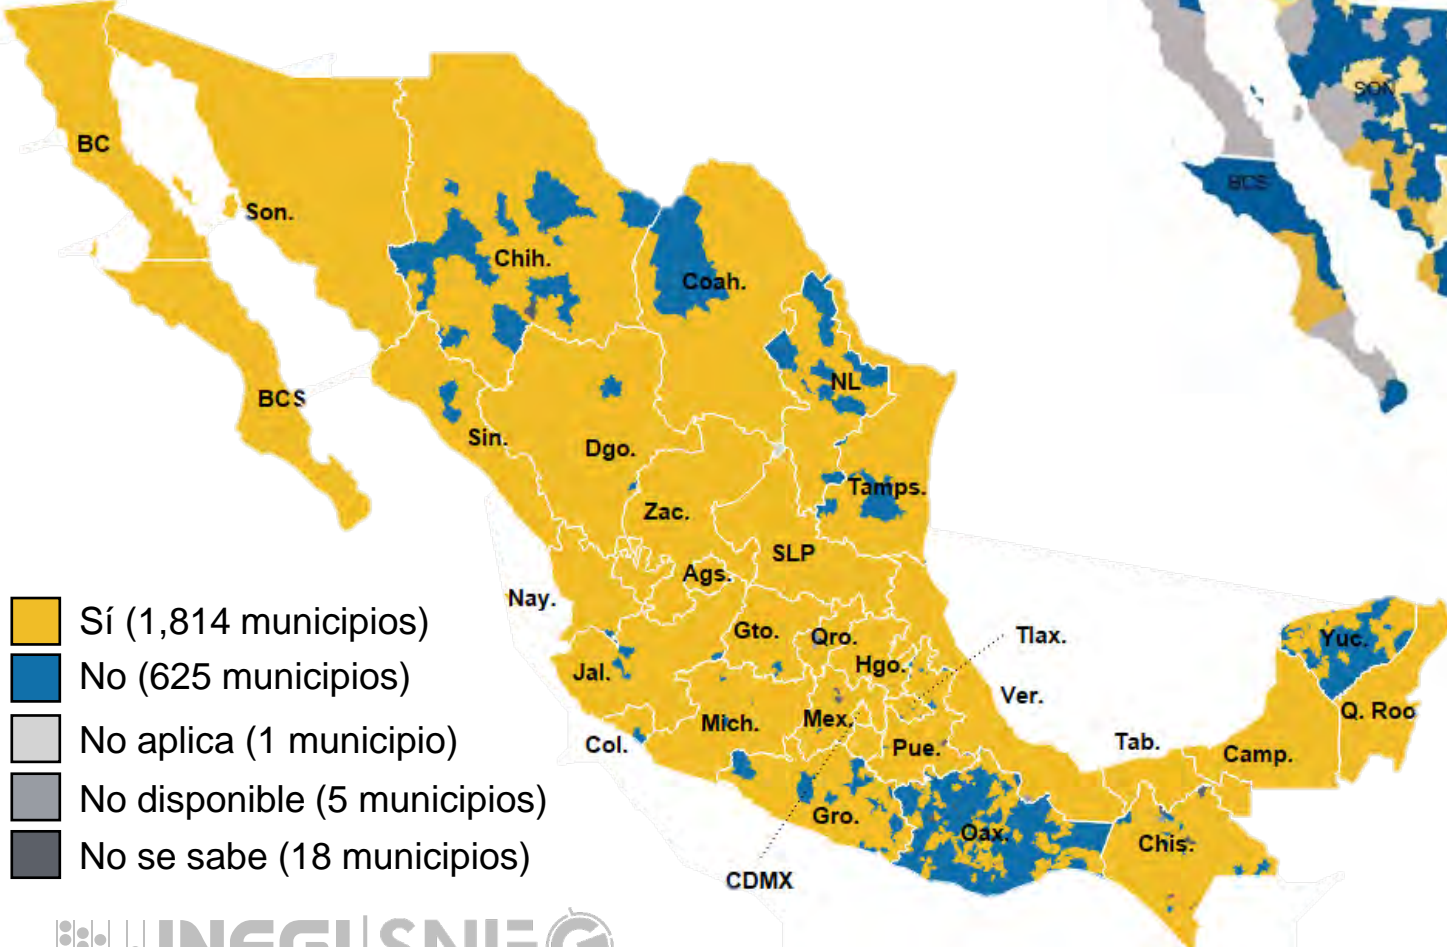 BC
Son.
SON
BCS
Chih.
Coah.
NL
BCS
Sin.
Dgo.
Tamps.
Zac.
SLP
Ags.
Nay.
Sí (1,814 municipios)
Gto.
Qro.
Tlax.
Yuc.
Hgo.
Jal.
No (625 municipios)
Ver.
Q. Roo
Mich.
Mex.
Col.
Pue.
Tab.
Camp.
No aplica (1 municipio)
No disponible (5 municipios)
Gro.
Oax.
Chis.
No se sabe (18 municipios)
CDMX
INEGI SNIEG